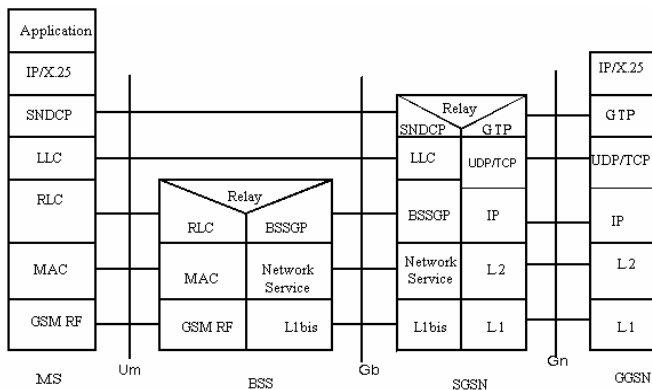 Application
IP/X.25
SNDCP
LLC
RLC
MAC
GSM RF
MS
Um
Relay
RLC BSSGP
MAC Network Service
GSM RF L1bis
BSS
Gb
Relay
SNDCP GTP
LLC UDP/TCP
BSSGP IP
Network Service L2
L1bis L1
SGSN
Gn
IP/X.25
GTP
UDP/TCP
IP
L2
L1
GGSN